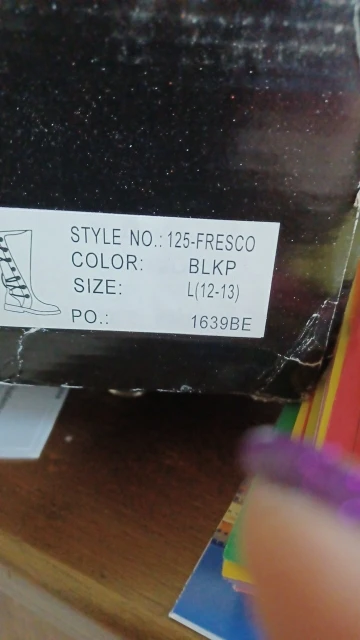 STYLE NO.: 125-FRESCO
COLOR: BLKP
SIZE: L(12-13)
PO.: 1639BE